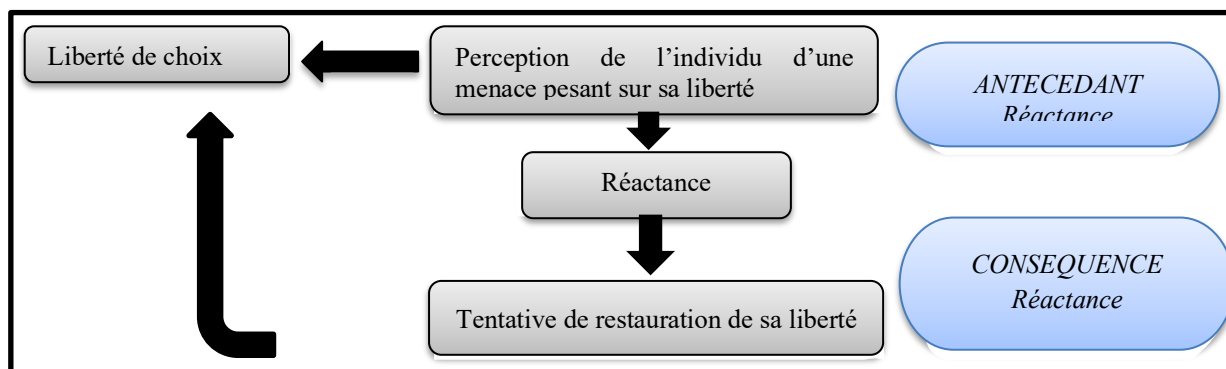 Liberté de choix
Perception de l'individu d'une
menace pesant sur sa liberté
ANTECEDANT
Réactance
Réactance
CONSEQUENCE
Réactance
Tentative de restauration de sa liberté